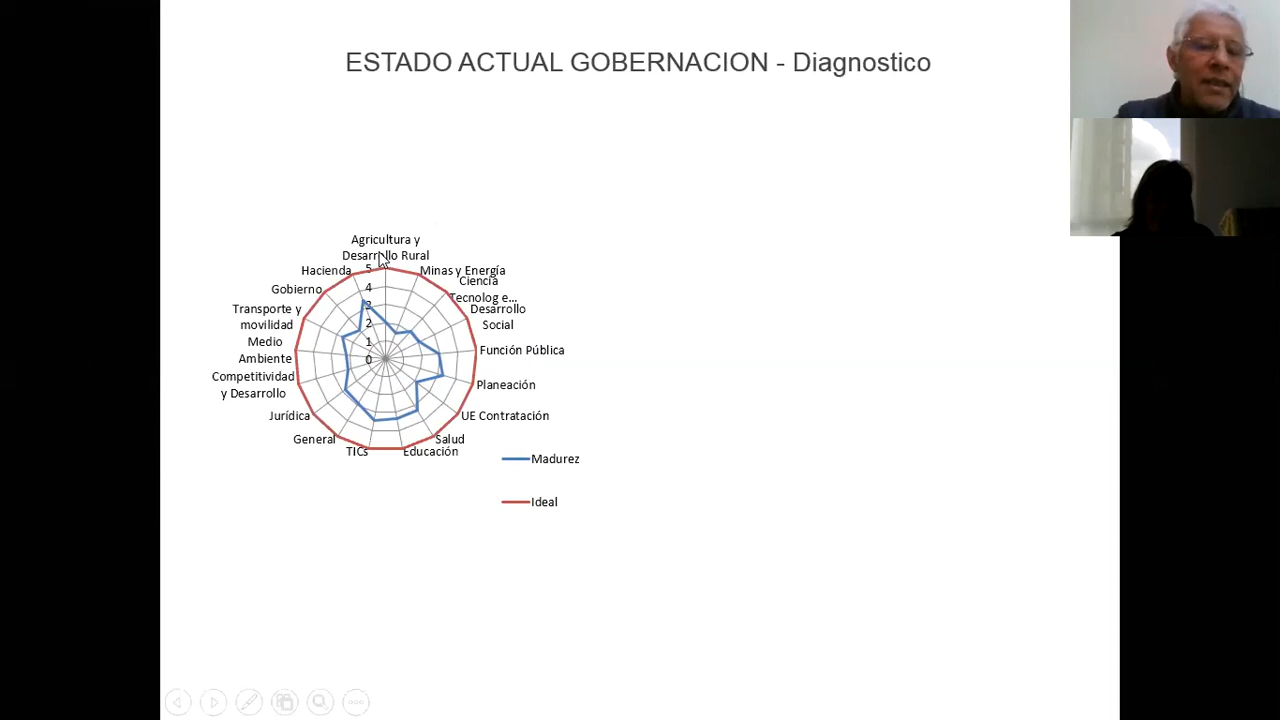 ESTADO ACTUAL GOBERNACION - Diagnostico
Agricultura y
Desarrollo Rural
Minas y Energía
Ciencia
Tecnolog e...
Desarrollo
Social
Función Pública
Planeación
UE Contratación
Salud
Educación
TICs
General
Jurídica
Competitividad
y Desarrollo
Medio
Ambiente
Transporte y
movilidad
Gobierno
Hacienda
5
4
3
2
1
0
Madurez
Ideal